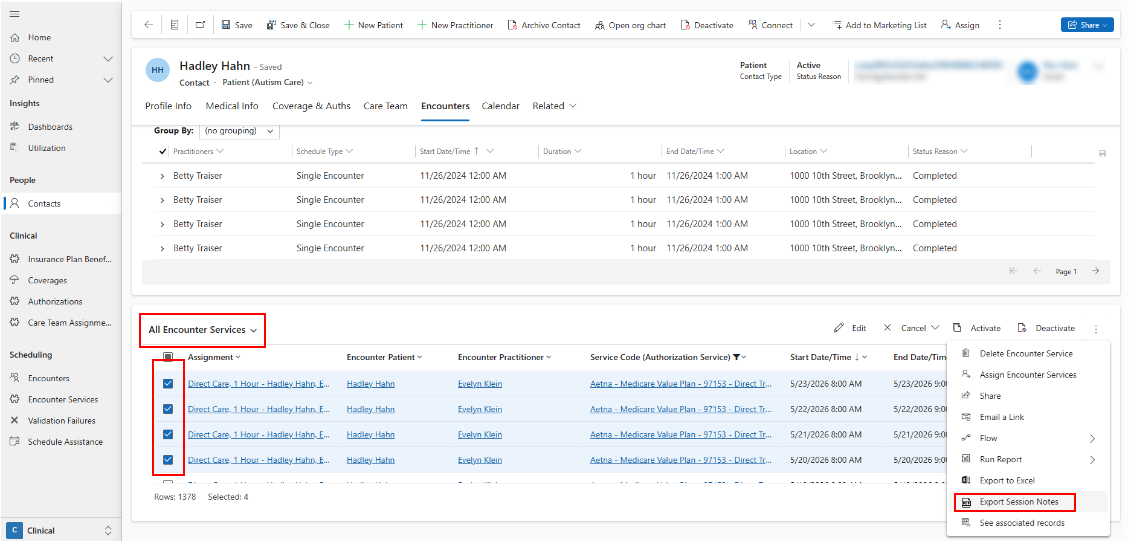 Save
Save & Close
New Patient
New Practitioner
Archive Contact
Open org chart
Deactivate
Connect
Add to Marketing List
Assign
Share
Home
Recent
Pinned
Insights
Dashboards
Utilization
People
Contacts
Clinical
Insurance Plan Benef...
Coverages
Authorizations
Care Team Assignme...
Scheduling
Encounters
Encounter Services
Validation Failures
Schedule Assistance
C Clinical
HH
Hadley Hahn - Saved
Contact · Patient (Autism Care)
Patient
Contact Type
Active
Status Reason
Profile Info Medical Info Coverage & Auths Care Team Encounters Calendar Related
Group By: (no grouping)
Practitioners Schedule Type Start Date/Time ↑ Duration End Date/Time Location Status Reason
Betty Traiser Single Encounter 11/26/2024 12:00 AM 1 hour 11/26/2024 1:00 AM 1000 10th Street, Brooklyn... Completed
Betty Traiser Single Encounter 11/26/2024 12:00 AM 1 hour 11/26/2024 1:00 AM 1000 10th Street, Brooklyn... Completed
Betty Traiser Single Encounter 11/26/2024 12:00 AM 1 hour 11/26/2024 1:00 AM 1000 10th Street, Brooklyn... Completed
Betty Traiser Single Encounter 11/26/2024 12:00 AM 1 hour 11/26/2024 1:00 AM 1000 10th Street, Brooklyn... Completed
Page 1
All Encounter Services
Edit
Cancel
Activate
Deactivate
Assignment Encounter Patient Encounter Practitioner Service Code (Authorization Service) Start Date/Time ↓ End Date/Time
Direct Care, 1 Hour - Hadley Hahn, E... Hadley Hahn Evelyn Klein Aetna - Medicare Value Plan - 97153 - Direct Tr... 5/23/2026 8:00 AM 5/23/2026 9:00
Direct Care, 1 Hour - Hadley Hahn, E... Hadley Hahn Evelyn Klein Aetna - Medicare Value Plan - 97153 - Direct Tr... 5/22/2026 8:00 AM 5/22/2026 9:00
Direct Care, 1 Hour - Hadley Hahn, E... Hadley Hahn Evelyn Klein Aetna - Medicare Value Plan - 97153 - Direct Tr... 5/21/2026 8:00 AM 5/21/2026 9:00
Direct Care, 1 Hour - Hadley Hahn, E... Hadley Hahn Evelyn Klein Aetna - Medicare Value Plan - 97153 - Direct Tr... 5/20/2026 8:00 AM 5/20/2026 9:00
Rows: 1378 Selected: 4
Delete Encounter Service
Assign Encounter Services
Share
Email a Link
Flow
Run Report
Export to Excel
Export Session Notes
See associated records